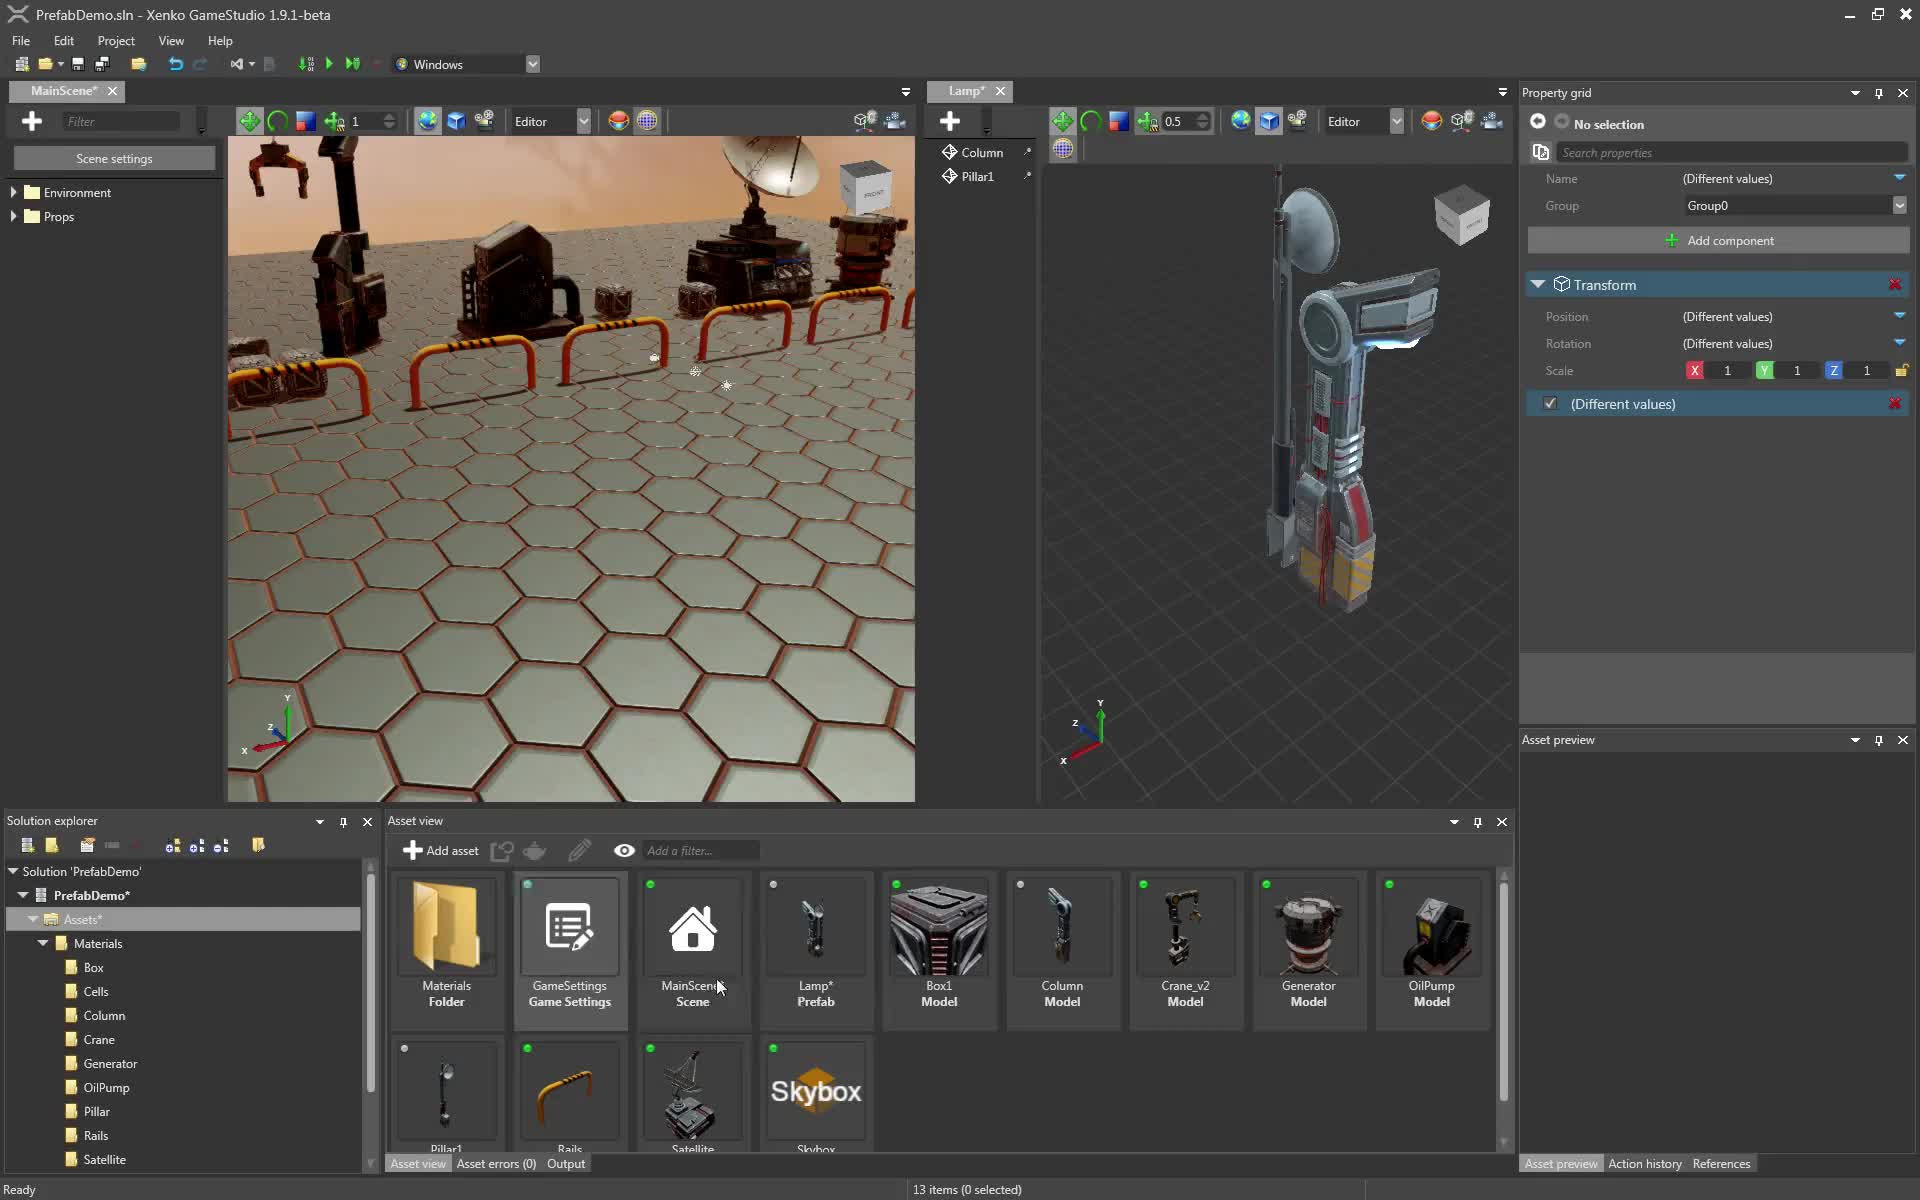 PrefabDemo.sln - Xenko GameStudio 1.9.1-beta
File Edit Project View Help
Windows
MainScene*
Filter
1
Editor
Scene settings
Environment
Props
FRONT
Y
Z
X
Lamp*
0.5
Editor
Column
Pillar1
Y
Z
X
Property grid
No selection
Search properties
Name (Different values)
Group Group0
Add component
Transform
Position (Different values)
Rotation (Different values)
Scale X 1 Y 1 Z 1
(Different values)
Asset preview
Asset preview Action history References
Solution explorer
Solution 'PrefabDemo'
PrefabDemo*
Assets*
Materials
Box
Cells
Column
Crane
Generator
OilPump
Pillar
Rails
Satellite
Asset view
Add asset
Add a filter...
Materials
Folder
GameSettings
Game Settings
MainScene
Scene
Lamp*
Prefab
Box1
Model
Column
Model
Crane_v2
Model
Generator
Model
OilPump
Model
Skybox
Pillar1
Rails
Satellite
Skybox
Asset view Asset errors (0) Output
Ready
13 items (0 selected)